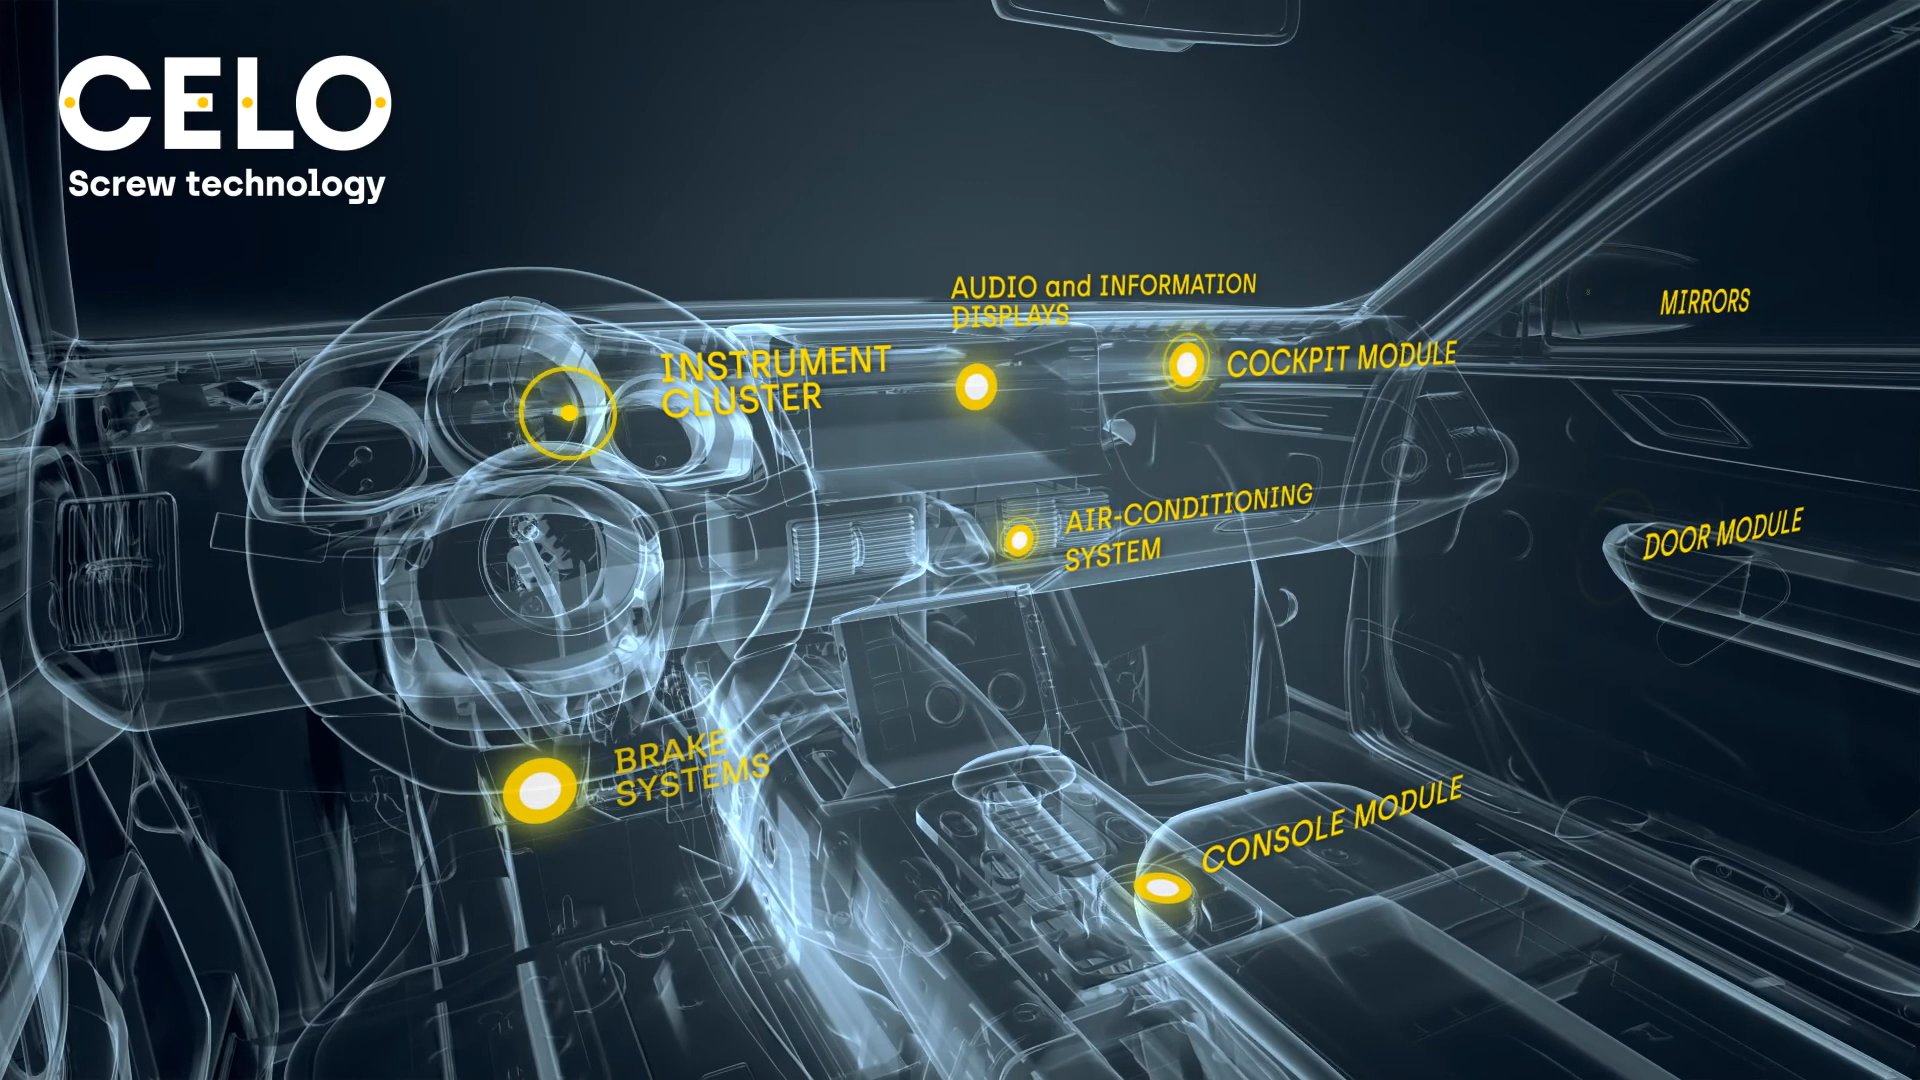 CELO
Screw technology
AUDIO and INFORMATION
DISPLAYS
MIRRORS
INSTRUMENT
CLUSTER
COCKPIT MODULE
AIR-CONDITIONING
SYSTEM
DOOR MODULE
BRAKE
SYSTEMS
CONSOLE MODULE